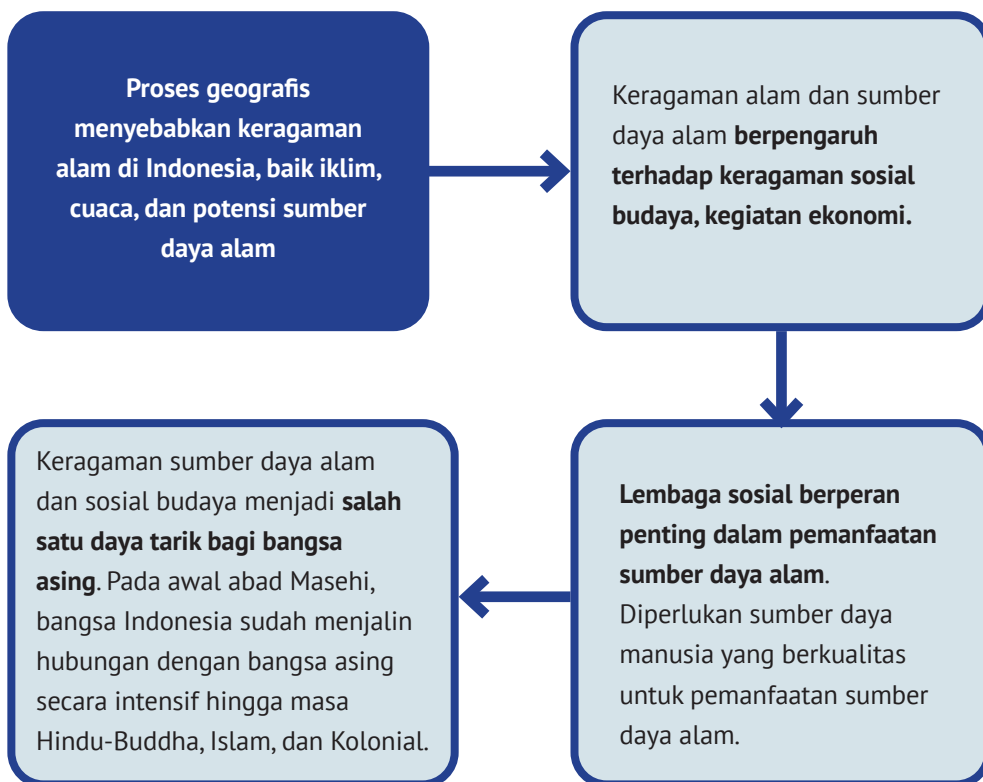 Proses geografis
menyebabkan keragaman
alam di Indonesia, baik iklim,
cuaca, dan potensi sumber
daya alam
Keragaman alam dan sumber
daya alam berpengaruh
terhadap keragaman sosial
budaya, kegiatan ekonomi.
Lembaga sosial berperan
penting dalam pemanfaatan
sumber daya alam.
Diperlukan sumber daya
manusia yang berkualitas
untuk pemanfaatan sumber
daya alam.
Keragaman sumber daya alam
dan sosial budaya menjadi salah
satu daya tarik bagi bangsa
asing. Pada awal abad Masehi,
bangsa Indonesia sudah menjalin
hubungan dengan bangsa asing
secara intensif hingga masa
Hindu-Buddha, Islam, dan Kolonial.